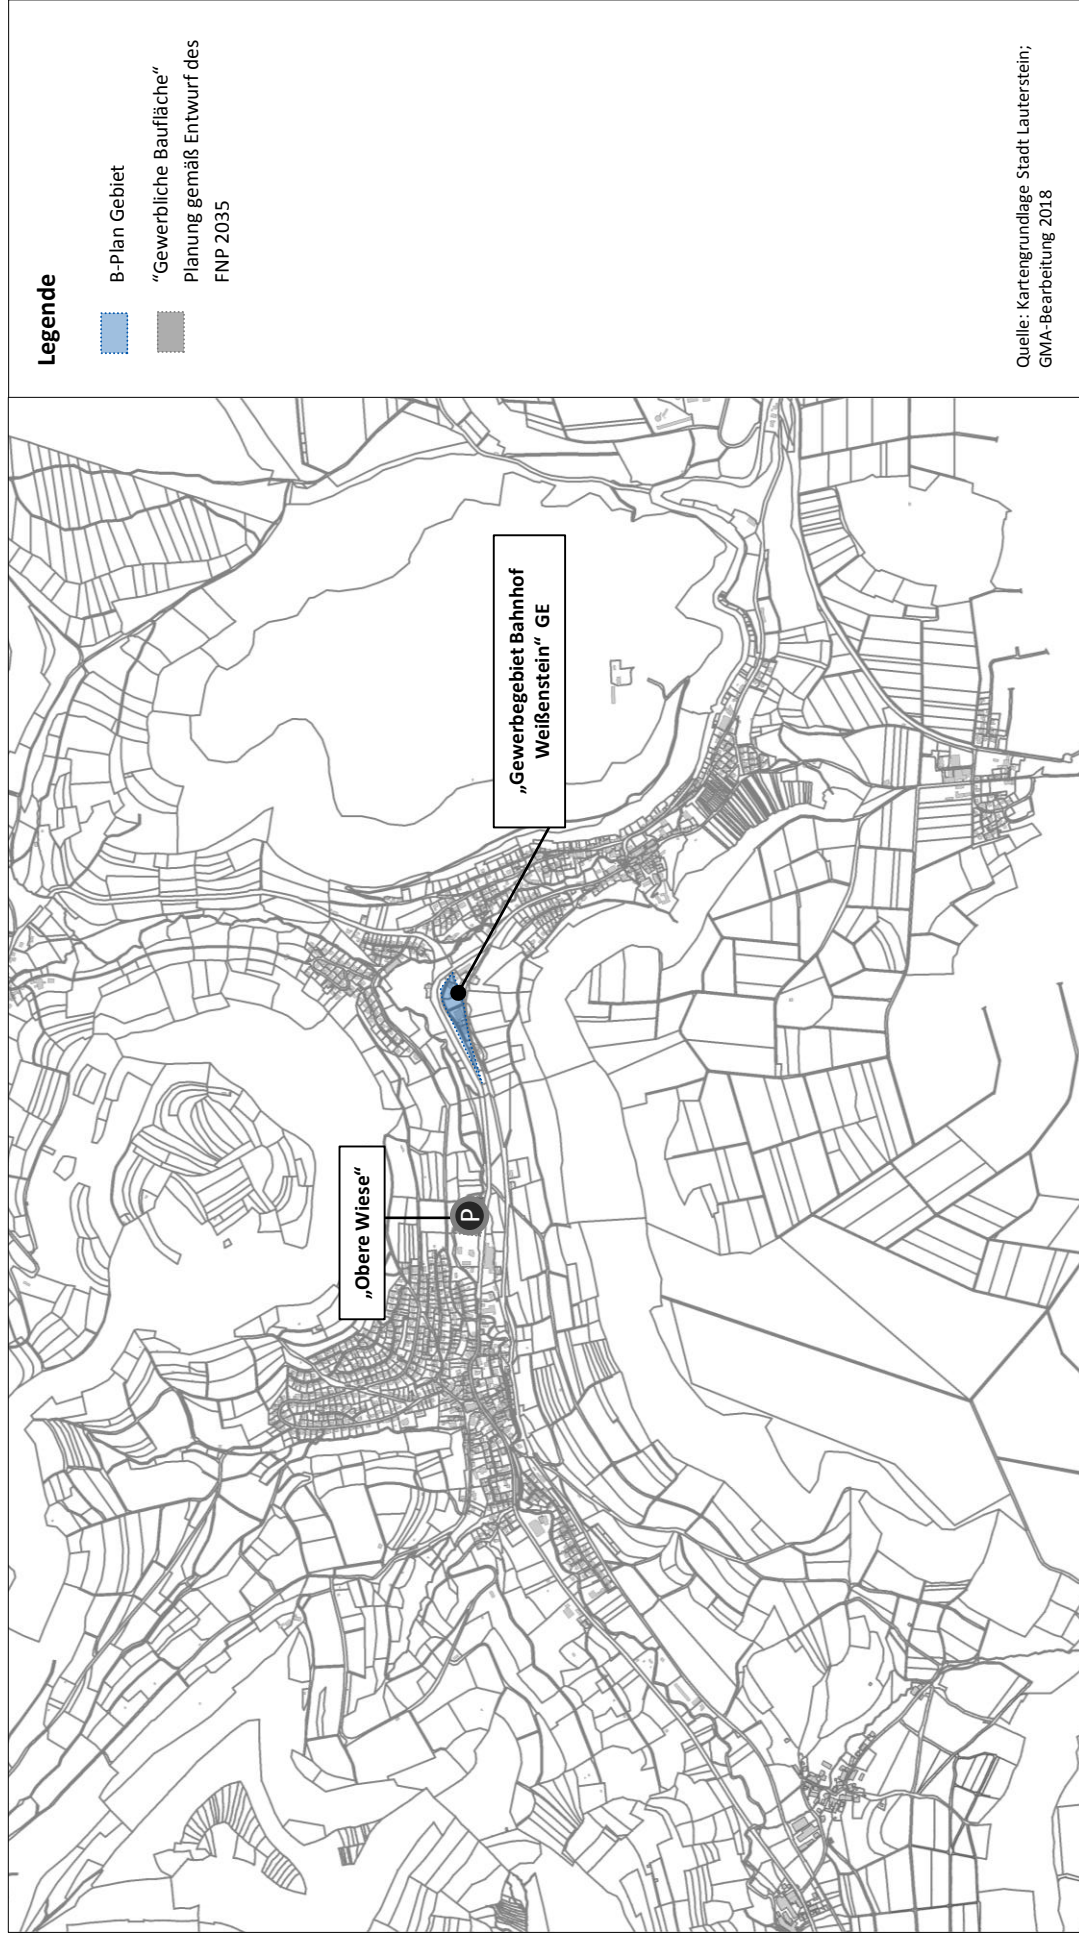 Legende
B-Plan Gebiet
“Gewerbliche Baufläche“
Planung gemäß Entwurf des
FNP 2035
„Obere Wiese“
P
„Gewerbegebiet Bahnhof
Weißenstein“ GE
Quelle: Kartengrundlage Stadt Lauterstein;
GMA-Bearbeitung 2018